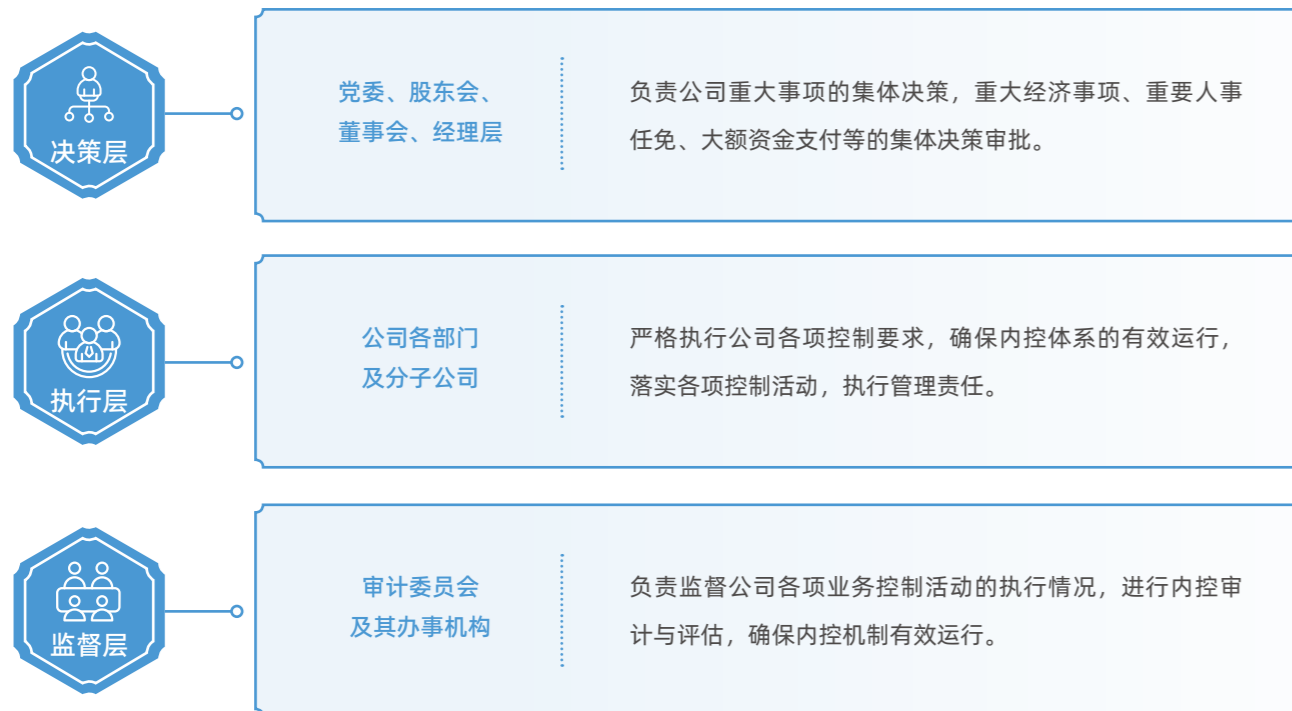 决策层
党委、股东会、
董事会、经理层
负责公司重大事项的集体决策，重大经济事项、重要人事
任免、大额资金支付等的集体决策审批。
执行层
公司各部门
及分子公司
严格执行公司各项控制要求，确保内控体系的有效运行，
落实各项控制活动，执行管理责任。
监督层
审计委员会
及其办事机构
负责监督公司各项业务控制活动的执行情况，进行内控审
计与评估，确保内控机制有效运行。